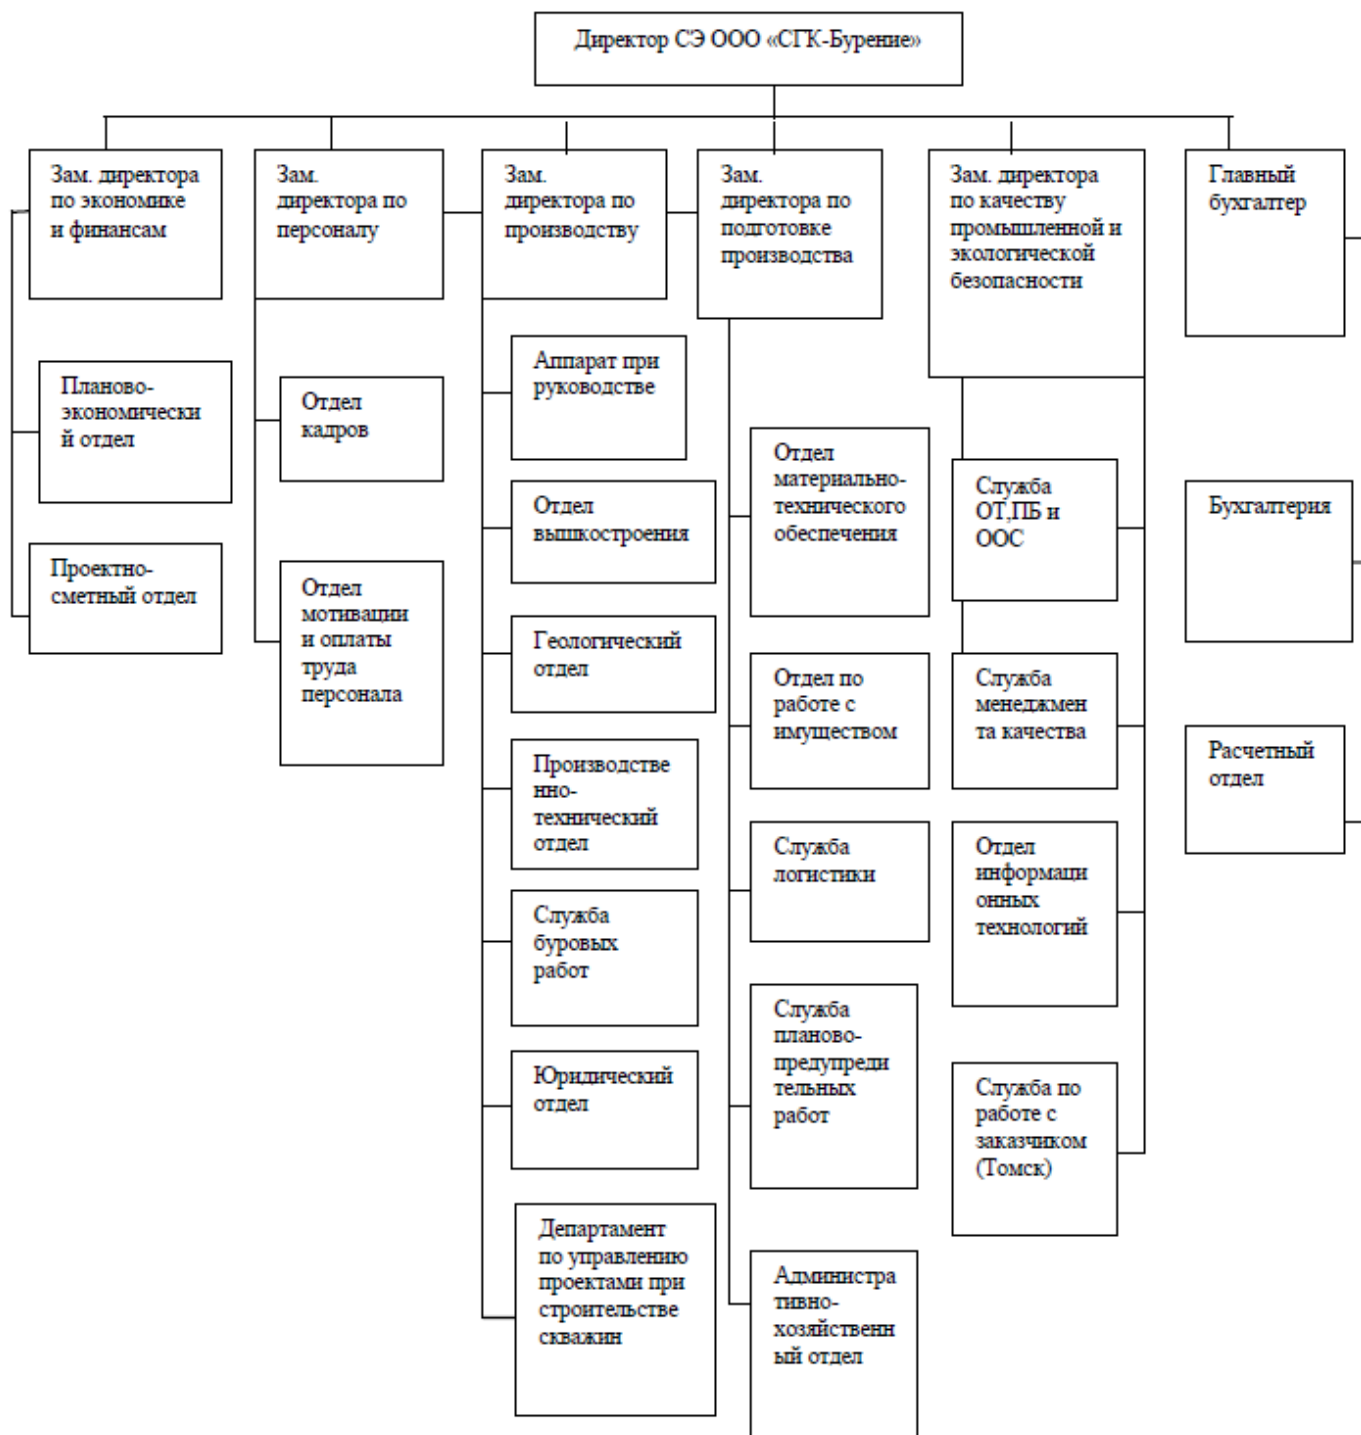 Директор СЭ ООО «СГК-Бурение»
Зам. директора
по экономике
и финансам
Зам.
директора по
персоналу
Зам.
директора по
производству
Зам.
директора по
подготовке
производства
Зам. директора
по качеству
промышленной и
экологической
безопасности
Главный
бухгалтер
Планово-
экономически
й отдел
Проектно-
сметный отдел
Отдел
кадров
Отдел
мотивации
и оплаты
труда
персонала
Аппарат при
руководстве
Отдел
вышкостроения
Геологический
отдел
Производстве
нно-
технический
отдел
Служба
буровых
работ
Юридический
отдел
Департамент
по управлению
проектами при
строительстве
скважин
Отдел
материально-
технического
обеспечения
Отдел по
работе с
имуществом
Служба
логистики
Служба
планово-
предупреди
тельных
работ
Администра
тивно-
хозяйственн
ый отдел
Служба
ОТ,ПБ и
ООС
Служба
менеджмен
та качества
Отдел
информаци
онных
технологий
Служба по
работе с
заказчиком
(Томск)
Бухгалтерия
Расчетный
отдел